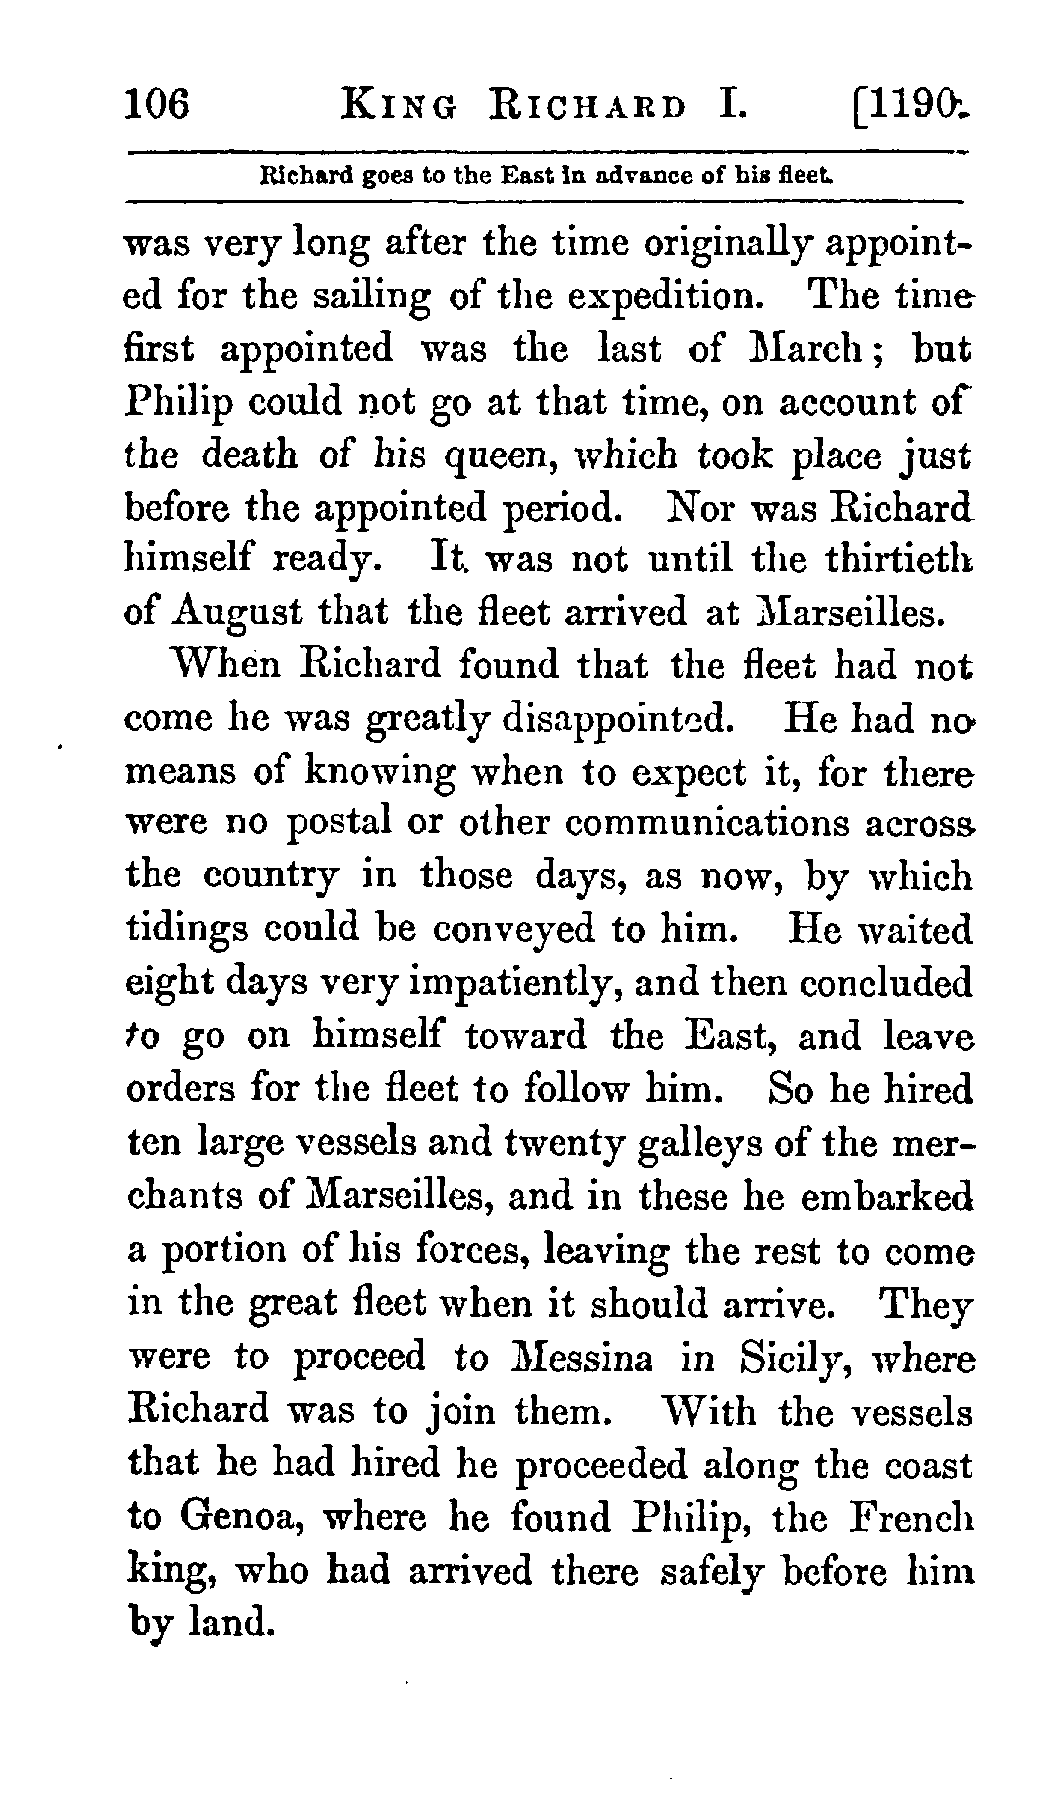 106 KING RICHARD I. [1190.
Richard goes to the East in advance of his fleet.
was very long after the time originally appoint-
ed for the sailing of the expedition. The time
first appointed was the last of March; but
Philip could not go at that time, on account of
the death of his queen, which took place just
before the appointed period. Nor was Richard
himself ready. It was not until the thirtieth
of August that the fleet arrived at Marseilles.
When Richard found that the fleet had not
come he was greatly disappointed. He had no
means of knowing when to expect it, for there
were no postal or other communications across
the country in those days, as now, by which
tidings could be conveyed to him. He waited
eight days very impatiently, and then concluded
to go on himself toward the East, and leave
orders for the fleet to follow him. So he hired
ten large vessels and twenty galleys of the mer-
chants of Marseilles, and in these he embarked
a portion of his forces, leaving the rest to come
in the great fleet when it should arrive. They
were to proceed to Messina in Sicily, where
Richard was to join them. With the vessels
that he had hired he proceeded along the coast
to Genoa, where he found Philip, the French
king, who had arrived there safely before him
by land.